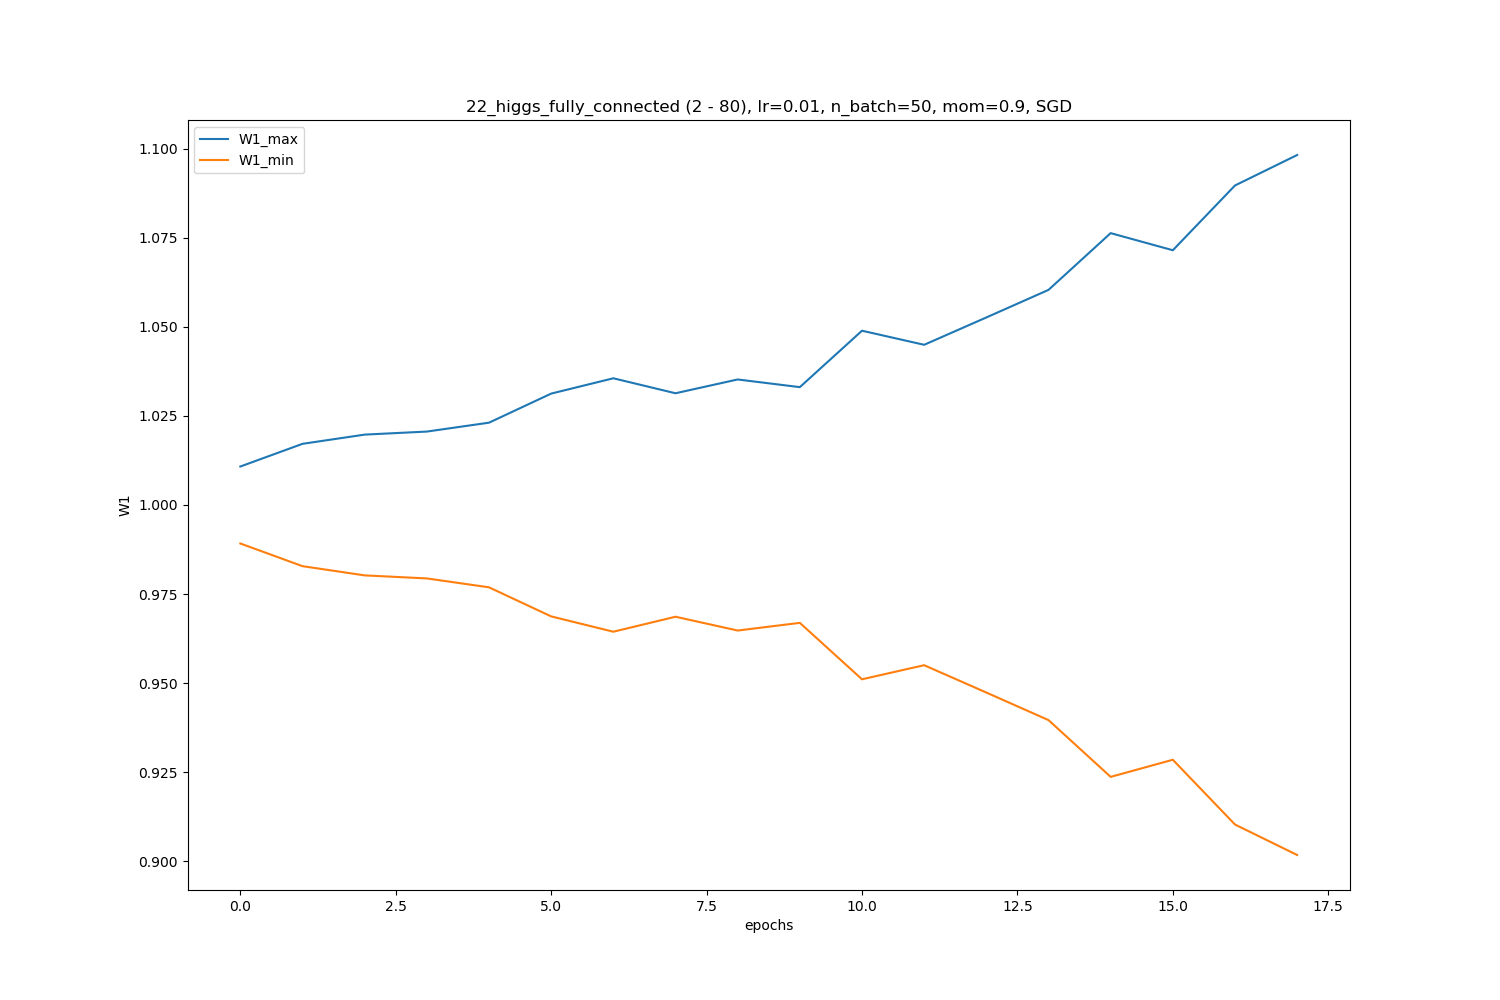 22_higgs_fully_connected (2 - 80), lr=0.01, n_batch=50, mom=0.9, SGD
W1_max
W1_min
1.100
1.075
1.050
1.025
1.000
0.975
0.950
0.925
0.900
W1
0.0 2.5 5.0 7.5 10.0 12.5 15.0 17.5
epochs